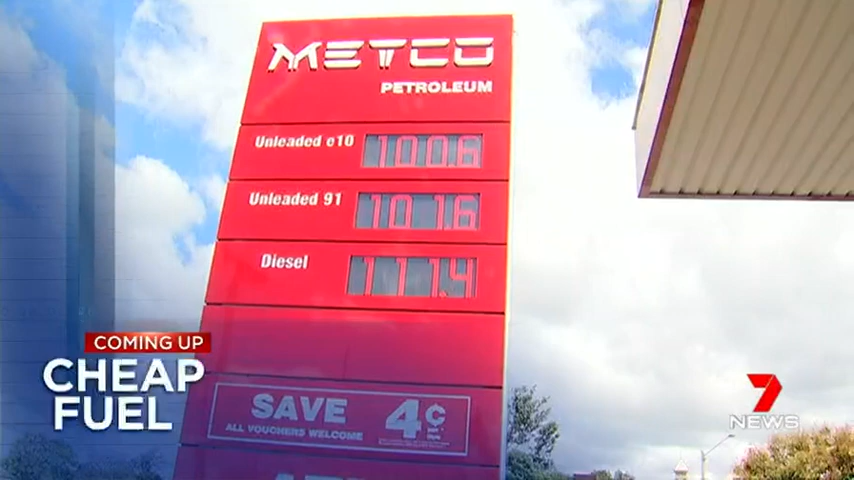 METCO
PETROLEUM
Unleaded e10 100.6
Unleaded 91 101.6
Diesel 111.4
COMING UP
CHEAP
FUEL
SAVE 4¢
ALL VOUCHERS WELCOME
7
NEWS